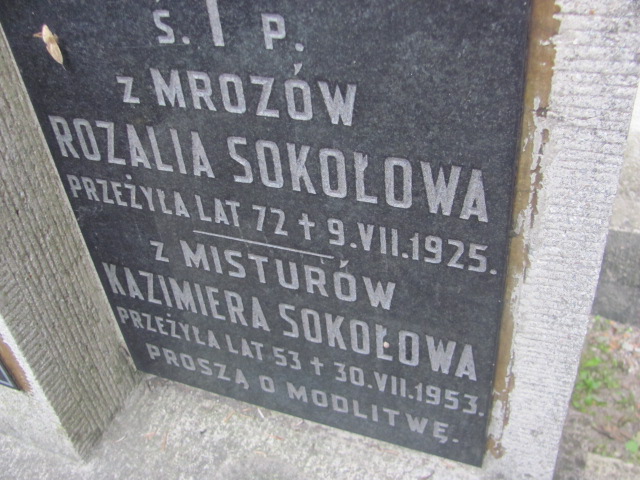 Ś. † P.
z MROZÓW
ROZALIA SOKOŁOWA
PRZEŻYŁA LAT 72 † 9.VII.1925.
z MISTURÓW
KAZIMIERA SOKOŁOWA
PRZEŻYŁA LAT 53 † 30.VII.1953.
PROSZĄ O MODLITWĘ.